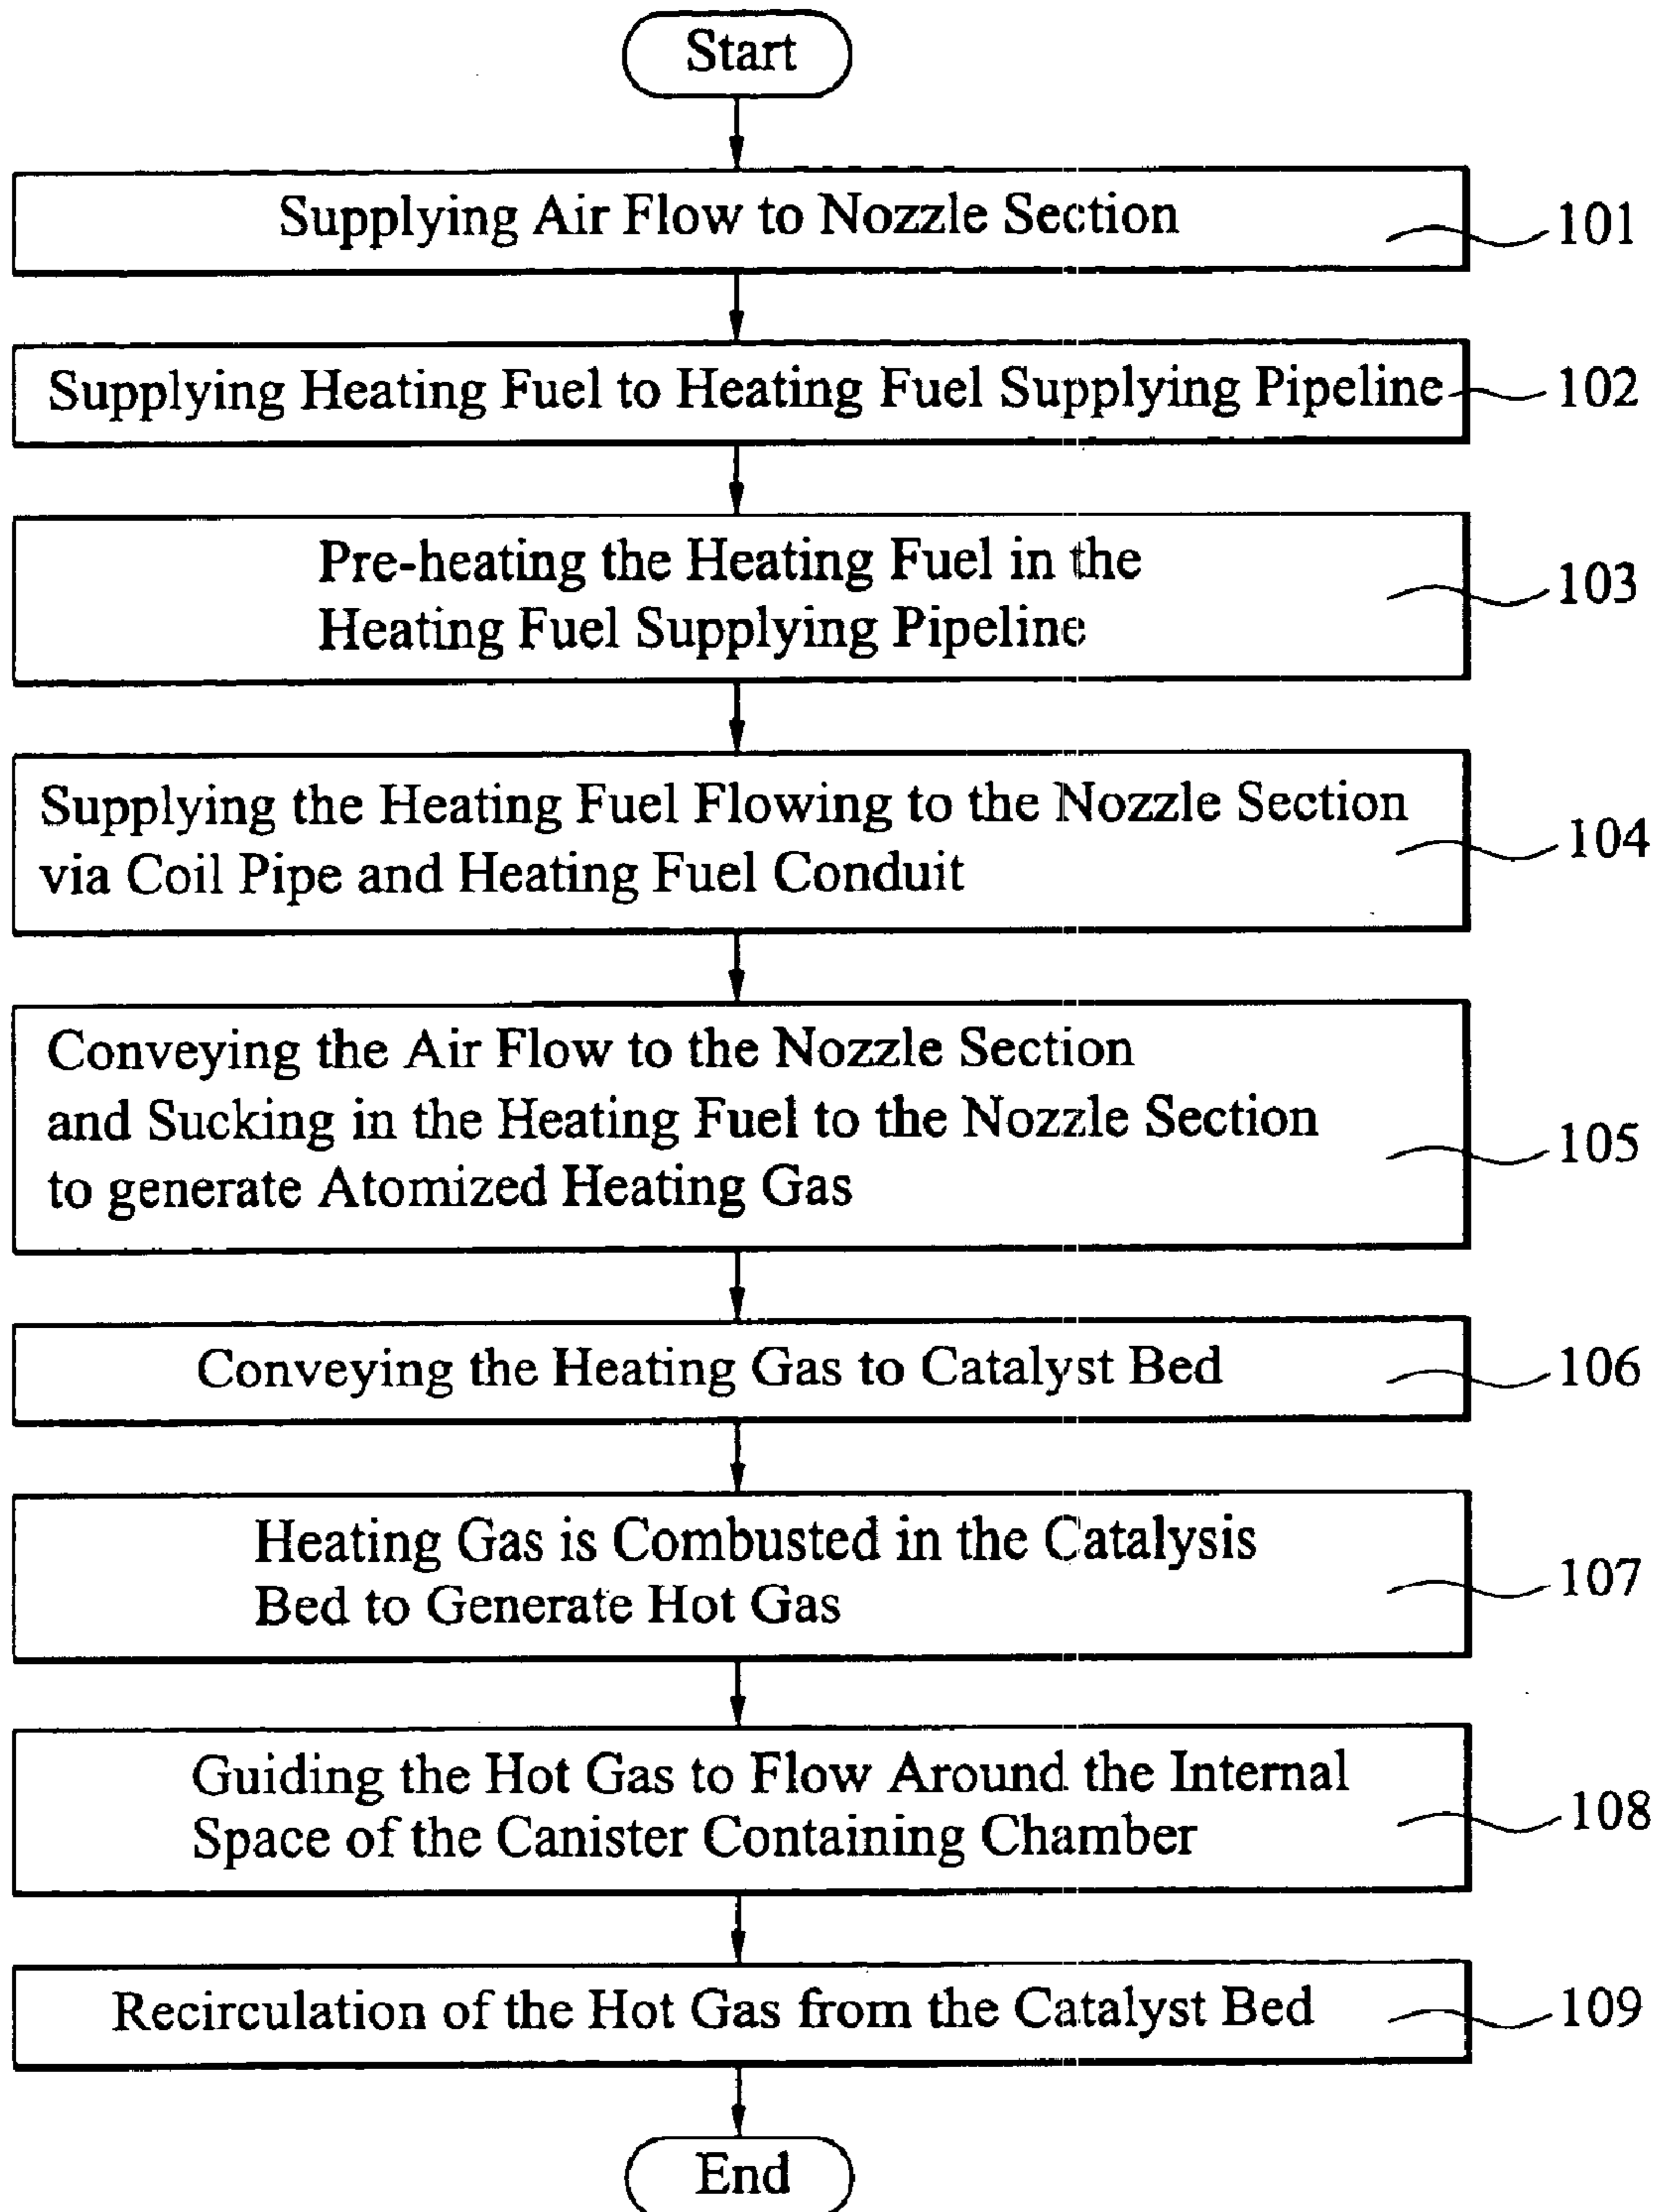 Start
Supplying Air Flow to Nozzle Section
101
Supplying Heating Fuel to Heating Fuel Supplying Pipeline
102
Pre-heating the Heating Fuel in the
Heating Fuel Supplying Pipeline
103
Supplying the Heating Fuel Flowing to the Nozzle Section
via Coil Pipe and Heating Fuel Conduit
104
Conveying the Air Flow to the Nozzle Section
and Sucking in the Heating Fuel to the Nozzle Section
to generate Atomized Heating Gas
105
Conveying the Heating Gas to Catalyst Bed
106
Heating Gas is Combusted in the Catalysis
Bed to Generate Hot Gas
107
Guiding the Hot Gas to Flow Around the Internal
Space of the Canister Containing Chamber
108
Recirculation of the Hot Gas from the Catalyst Bed
109
End